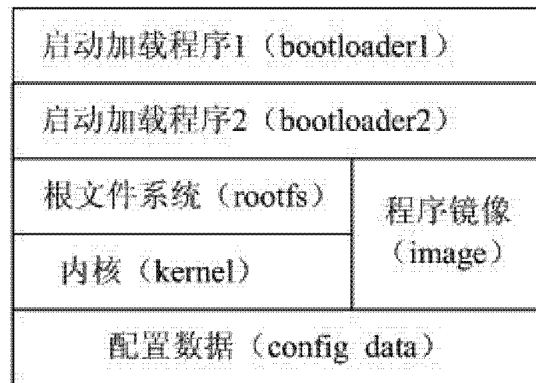 启动加载程序1（bootloader1）
启动加载程序2（bootloader2）
根文件系统（rootfs）
内核（kernel）
程序镜像
（image）
配置数据（config data）